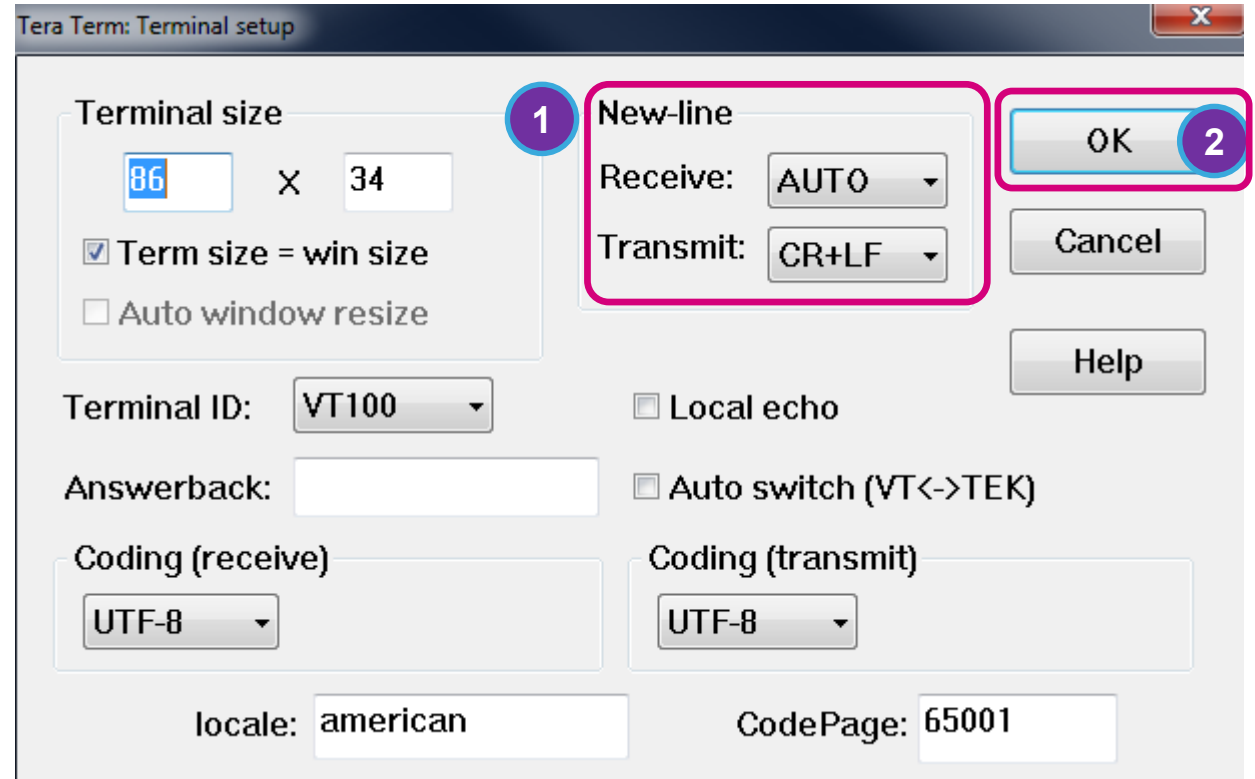 Tera Term: Terminal setup
x
Terminal size
86 X 34
Term size = win size
Auto window resize
1
New-line
Receive: AUTO
Transmit: CR+LF
OK 2
Cancel
Help
Terminal ID: VT100
Local echo
Answerback:
Auto switch (VT<->TEK)
Coding (receive)
UTF-8
Coding (transmit)
UTF-8
locale: american
CodePage: 65001